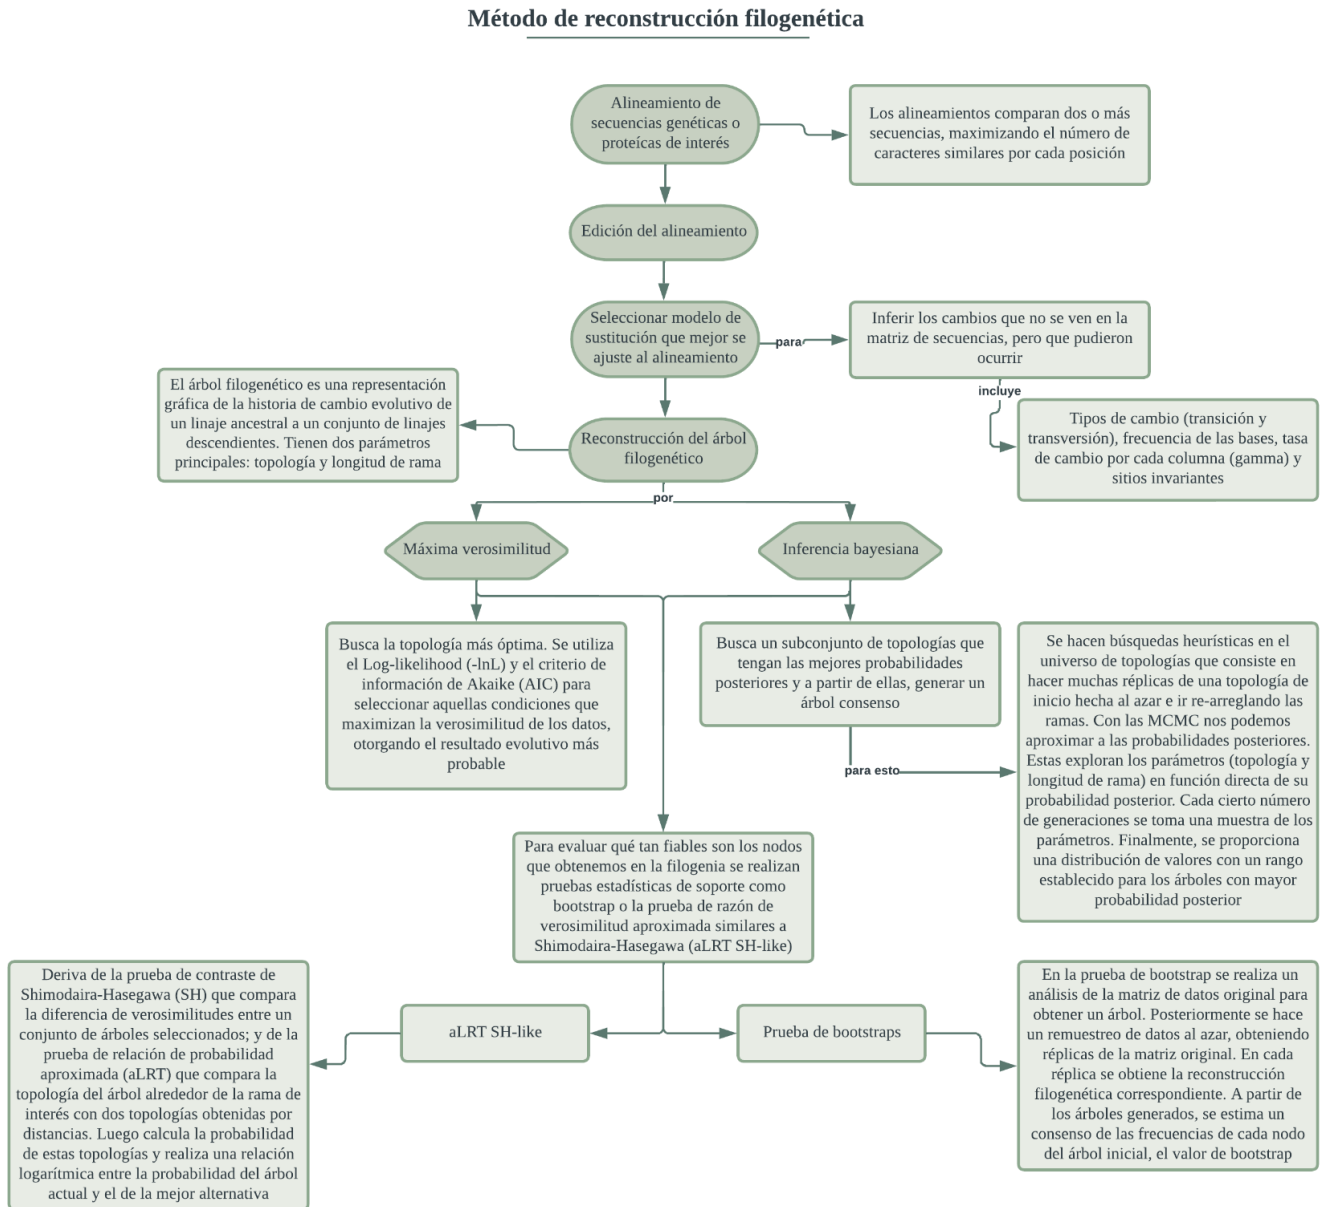 Método de reconstrucción filogenética
Alineamiento de
secuencias genéticas o
proteícas de interés
Los alineamientos comparan dos o más
secuencias, maximizando el número de
caracteres similares por cada posición
Edición del alineamiento
Seleccionar modelo de
sustitución que mejor se
ajuste al alineamiento
para
Inferir los cambios que no se ven en la
matriz de secuencias, pero que pudieron
ocurrir
incluye
Tipos de cambio (transición y
transversión), frecuencia de las bases, tasa
de cambio por cada columna (gamma) y
sitios invariantes
El árbol filogenético es una representación
gráfica de la historia de cambio evolutivo de
un linaje ancestral a un conjunto de linajes
descendientes. Tienen dos parámetros
principales: topología y longitud de rama
Reconstrucción del árbol
filogenético
por
Máxima verosimilitud
Inferencia bayesiana
Busca la topología más óptima. Se utiliza
el Log-likelihood (-lnL) y el criterio de
información de Akaike (AIC) para
seleccionar aquellas condiciones que
maximizan la verosimilitud de los datos,
otorgando el resultado evolutivo más
probable
Busca un subconjunto de topologías que
tengan las mejores probabilidades
posteriores y a partir de ellas, generar un
árbol consenso
para esto
Se hacen búsquedas heurísticas en el
universo de topologías que consiste en
hacer muchas réplicas de una topología de
inicio hecha al azar e ir re-arreglando las
ramas. Con las MCMC nos podemos
aproximar a las probabilidades posteriores.
Estas exploran los parámetros (topología y
longitud de rama) en función directa de su
probabilidad posterior. Cada cierto número
de generaciones se toma una muestra de los
parámetros. Finalmente, se proporciona
una distribución de valores con un rango
establecido para los árboles con mayor
probabilidad posterior
Para evaluar qué tan fiables son los nodos
que obtenemos en la filogenia se realizan
pruebas estadísticas de soporte como
bootstrap o la prueba de razón de
verosimilitud aproximada similares a
Shimodaira-Hasegawa (aLRT SH-like)
aLRT SH-like
Prueba de bootstraps
Deriva de la prueba de contraste de
Shimodaira-Hasegawa (SH) que compara
la diferencia de verosimilitudes entre un
conjunto de árboles seleccionados; y de la
prueba de relación de probabilidad
aproximada (aLRT) que compara la
topología del árbol alrededor de la rama de
interés con dos topologías obtenidas por
distancias. Luego calcula la probabilidad
de estas topologías y realiza una relación
logarítmica entre la probabilidad del árbol
actual y el de la mejor alternativa
En la prueba de bootstrap se realiza un
análisis de la matriz de datos original para
obtener un árbol. Posteriormente se hace
un remuestreo de datos al azar, obteniendo
réplicas de la matriz original. En cada
réplica se obtiene la reconstrucción
filogenética correspondiente. A partir de
los árboles generados, se estima un
consenso de las frecuencias de cada nodo
del árbol inicial, el valor de bootstrap